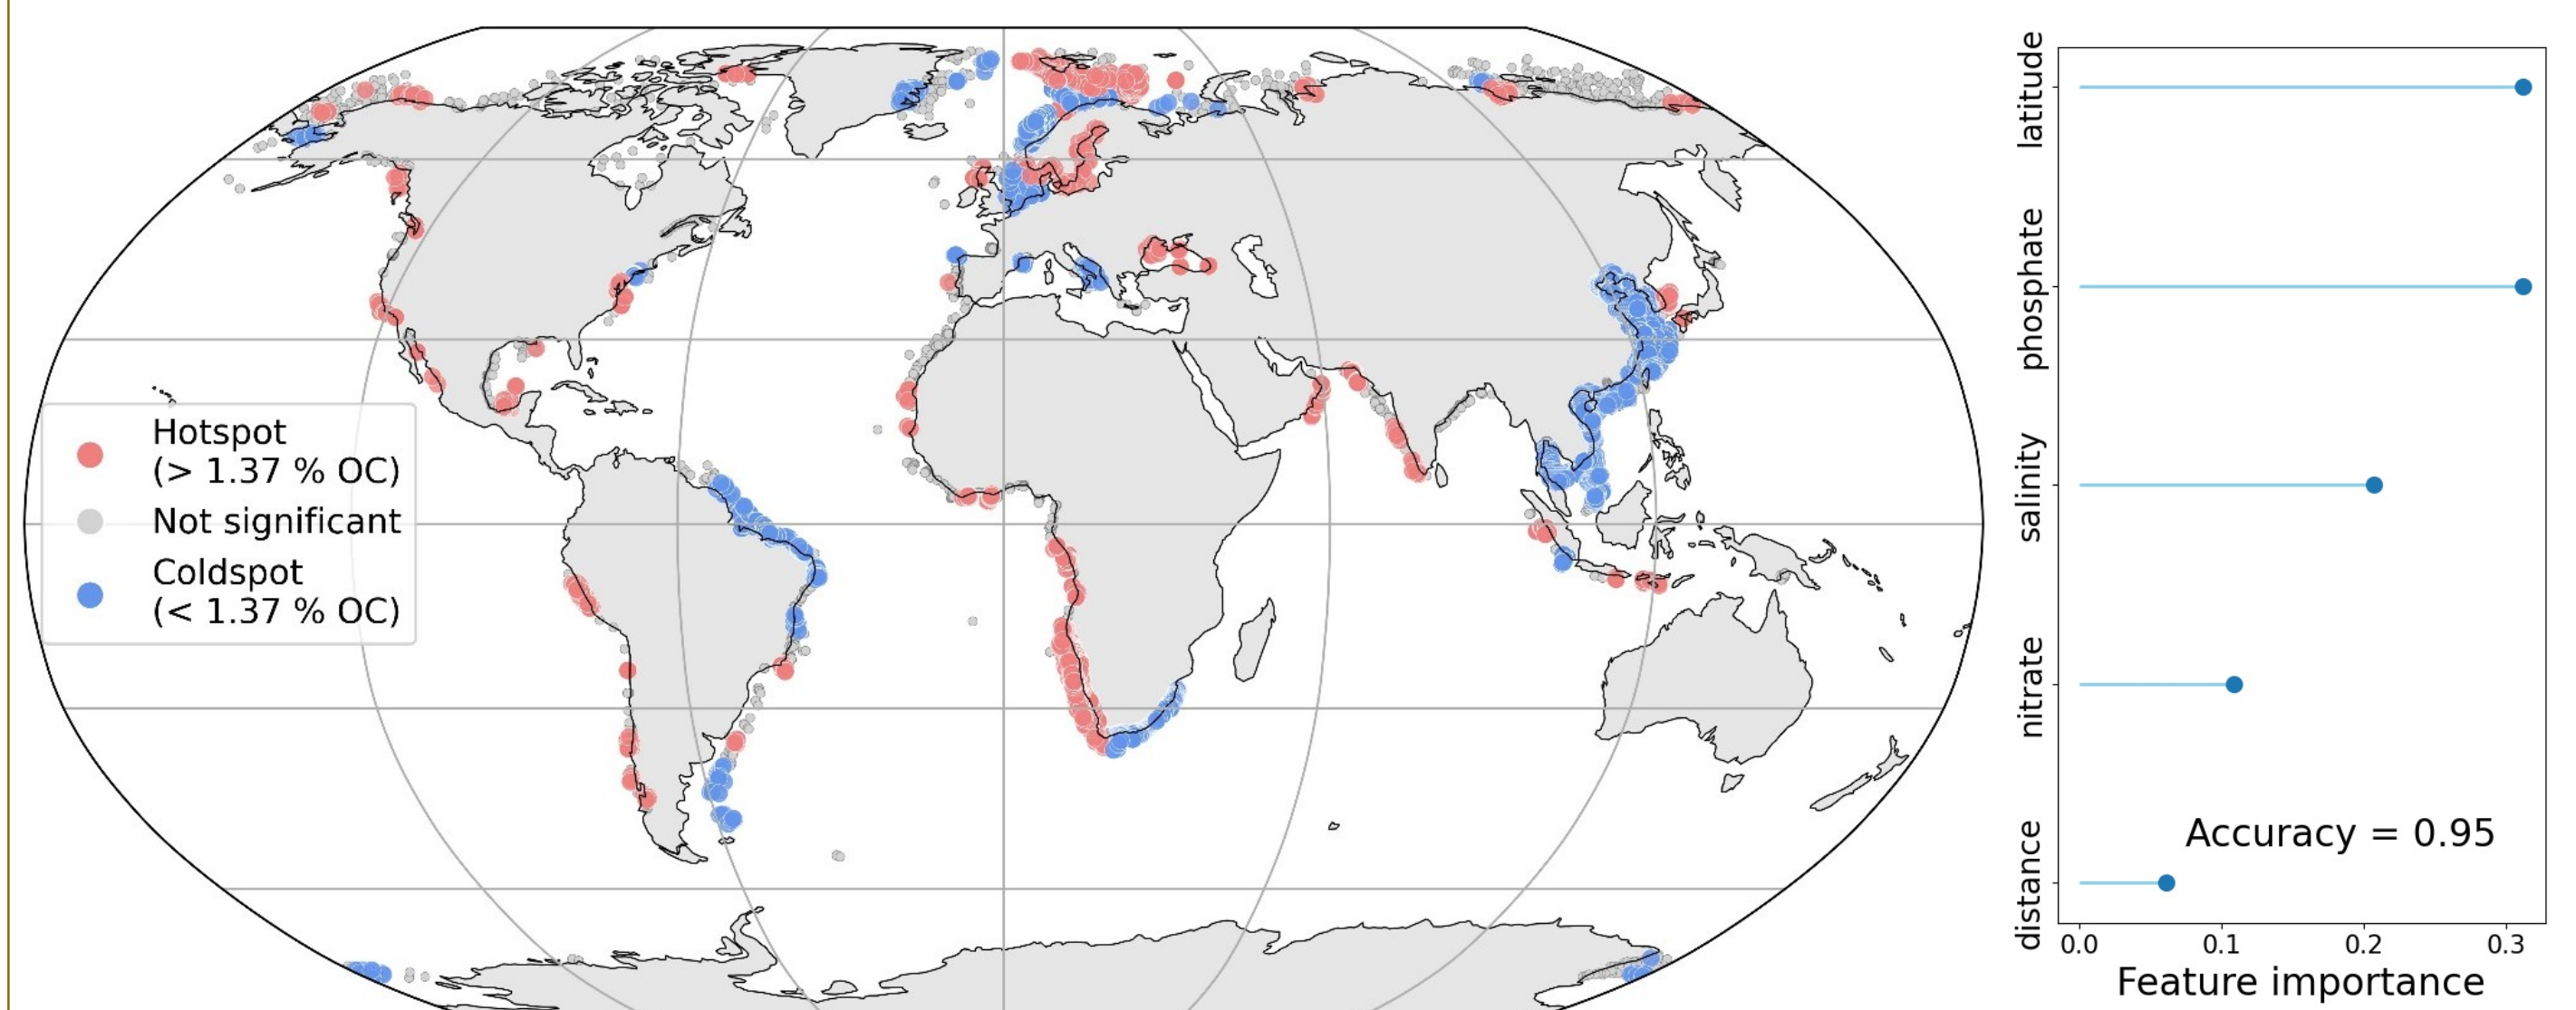 Hotspot
(> 1.37 % OC)
Not significant
Coldspot
(< 1.37 % OC)
latitude
phosphate
salinity
nitrate
distance
Accuracy = 0.95
0.0 0.1 0.2 0.3
Feature importance